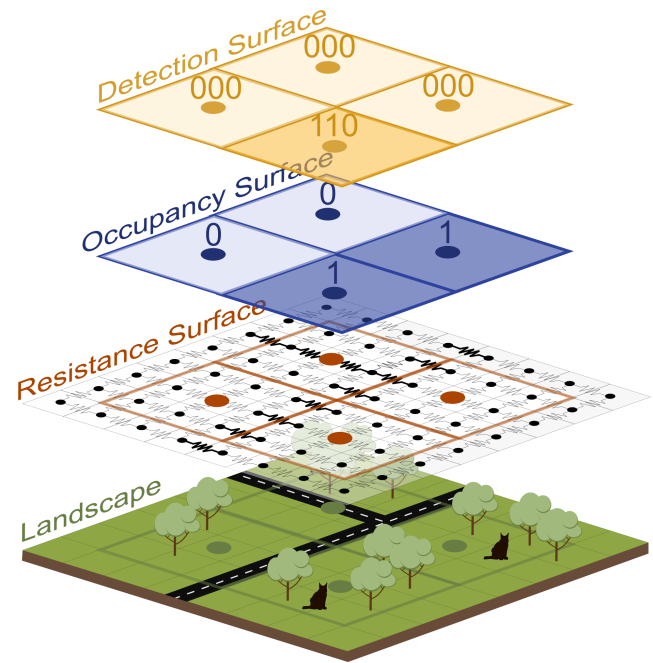 Detection Surface
000
000
000
110
Occupancy Surface
0
0
1
1
Resistance Surface
Landscape